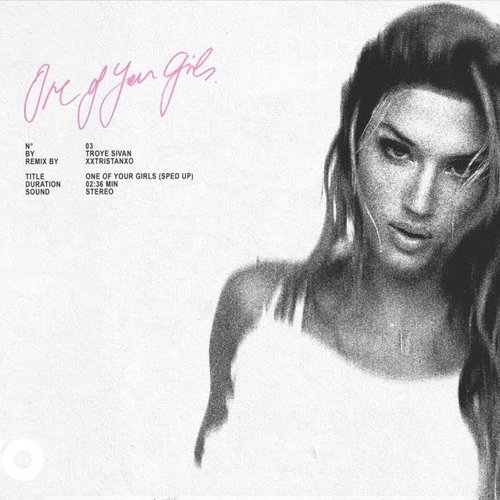 One of Your Girls.
N° 03
BY TROYE SIVAN
REMIX BY XXTRISTANXO
TITLE ONE OF YOUR GIRLS (SPED UP)
DURATION 02:36 MIN
SOUND STEREO